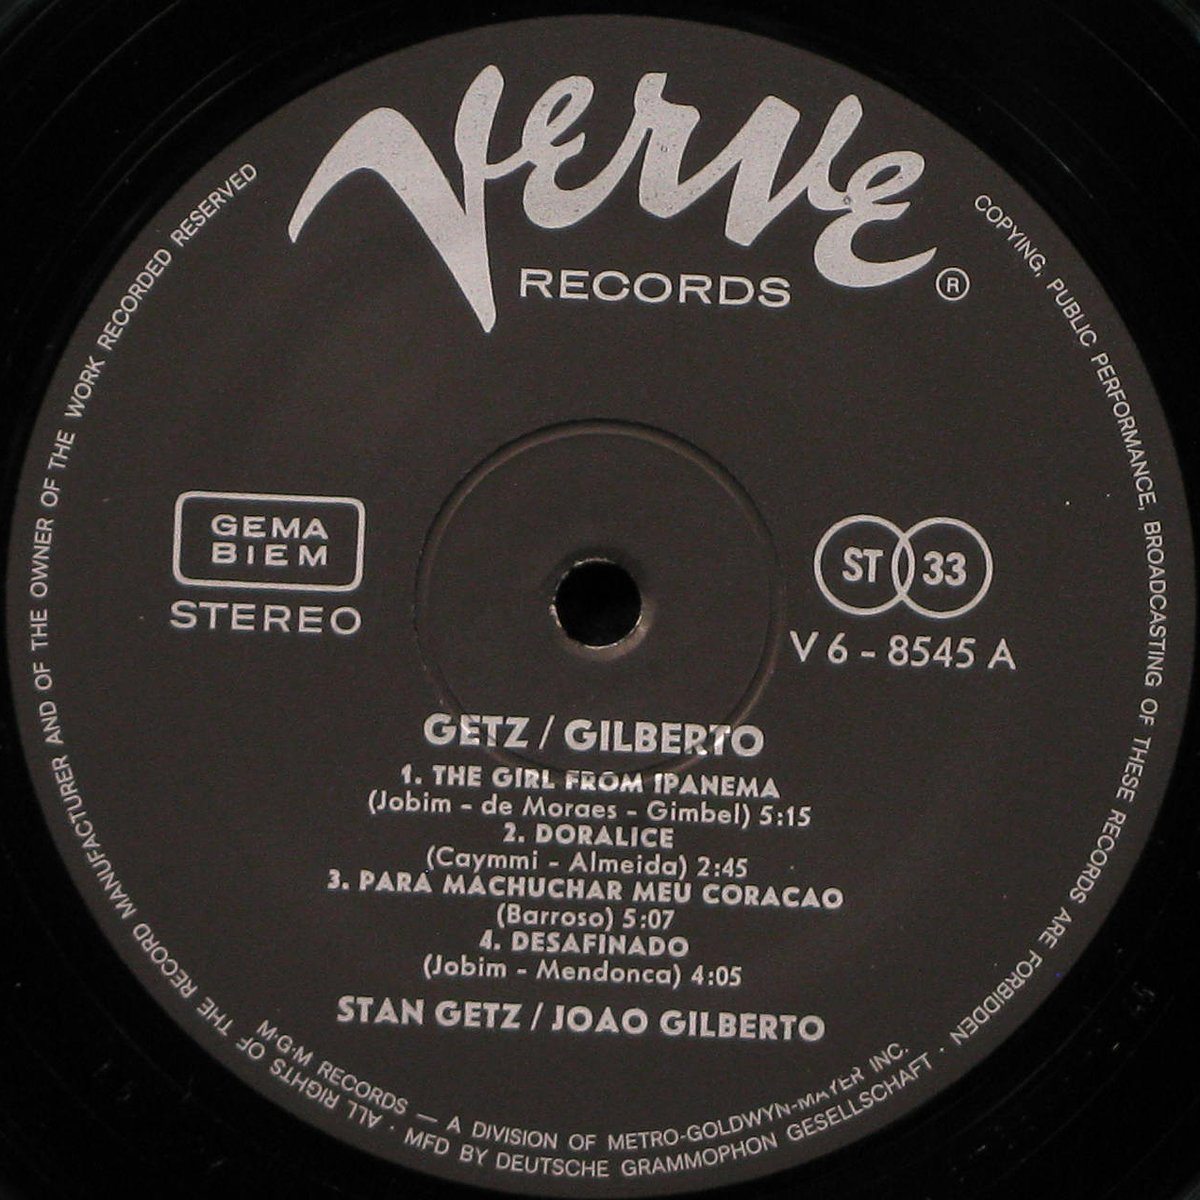 Verve
RECORDS ®
GEMA
BIEM
STEREO
ST 33
V 6 - 8545 A
GETZ / GILBERTO
1. THE GIRL FROM IPANEMA
(Jobim - de Moraes - Gimbel) 5:15
2. DORALICE
(Caymmi - Almeida) 2:45
3. PARA MACHUCHAR MEU CORACAO
(Barroso) 5:07
4. DESAFINADO
(Jobim - Mendonca) 4:05
STAN GETZ / JOAO GILBERTO
M·G·M RECORDS — A DIVISION OF METRO-GOLDWYN-MAYER INC.
ALL RIGHTS OF THE RECORD MANUFACTURER AND OF THE OWNER OF THE WORK RECORDED RESERVED
COPYING, PUBLIC PERFORMANCE, BROADCASTING OF THESE RECORDS ARE FORBIDDEN · MFD BY DEUTSCHE GRAMMOPHON GESELLSCHAFT ·